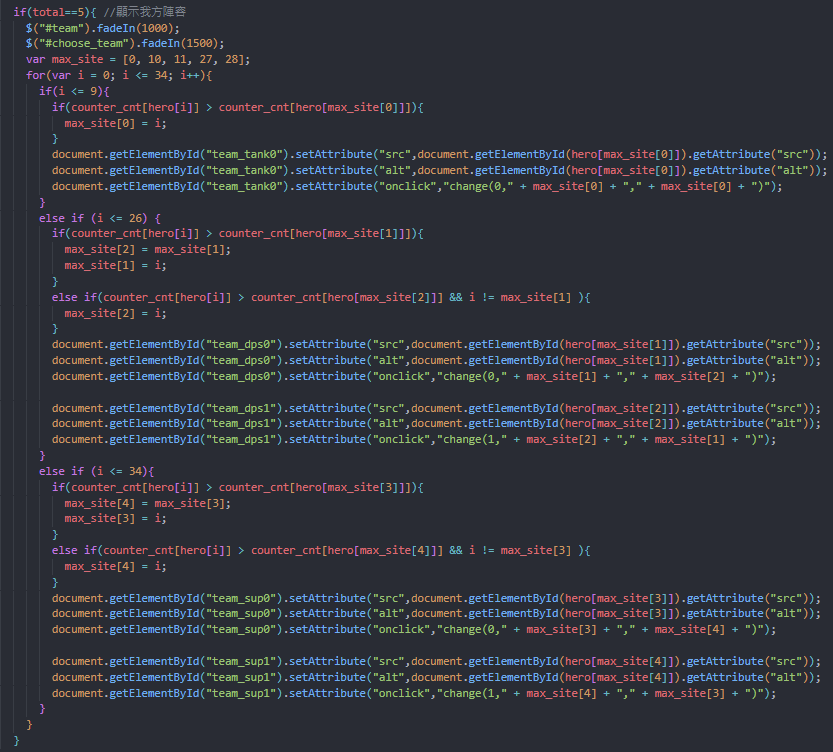 if(total==5){ //顯示我方陣容
$("#team").fadeIn(1000);
$("#choose_team").fadeIn(1500);
var max_site = [0, 10, 11, 27, 28];
for(var i = 0; i <= 34; i++){
if(i <= 9){
if(counter_cnt[hero[i]] > counter_cnt[hero[max_site[0]]]){
max_site[0] = i;
}
document.getElementById("team_tank0").setAttribute("src",document.getElementById(hero[max_site[0]]).getAttribute("src"));
document.getElementById("team_tank0").setAttribute("alt",document.getElementById(hero[max_site[0]]).getAttribute("alt"));
document.getElementById("team_tank0").setAttribute("onclick","change(0," + max_site[0] + "," + max_site[0] + ")");
}
else if (i <= 26) {
if(counter_cnt[hero[i]] > counter_cnt[hero[max_site[1]]]){
max_site[2] = max_site[1];
max_site[1] = i;
}
else if(counter_cnt[hero[i]] > counter_cnt[hero[max_site[2]]] && i != max_site[1] ){
max_site[2] = i;
}
document.getElementById("team_dps0").setAttribute("src",document.getElementById(hero[max_site[1]]).getAttribute("src"));
document.getElementById("team_dps0").setAttribute("alt",document.getElementById(hero[max_site[1]]).getAttribute("alt"));
document.getElementById("team_dps0").setAttribute("onclick","change(0," + max_site[1] + "," + max_site[2] + ")");
document.getElementById("team_dps1").setAttribute("src",document.getElementById(hero[max_site[2]]).getAttribute("src"));
document.getElementById("team_dps1").setAttribute("alt",document.getElementById(hero[max_site[2]]).getAttribute("alt"));
document.getElementById("team_dps1").setAttribute("onclick","change(1," + max_site[2] + "," + max_site[1] + ")");
}
else if (i <= 34){
if(counter_cnt[hero[i]] > counter_cnt[hero[max_site[3]]]){
max_site[4] = max_site[3];
max_site[3] = i;
}
else if(counter_cnt[hero[i]] > counter_cnt[hero[max_site[4]]] && i != max_site[3] ){
max_site[4] = i;
}
document.getElementById("team_sup0").setAttribute("src",document.getElementById(hero[max_site[3]]).getAttribute("src"));
document.getElementById("team_sup0").setAttribute("alt",document.getElementById(hero[max_site[3]]).getAttribute("alt"));
document.getElementById("team_sup0").setAttribute("onclick","change(0," + max_site[3] + "," + max_site[4] + ")");
document.getElementById("team_sup1").setAttribute("src",document.getElementById(hero[max_site[4]]).getAttribute("src"));
document.getElementById("team_sup1").setAttribute("alt",document.getElementById(hero[max_site[4]]).getAttribute("alt"));
document.getElementById("team_sup1").setAttribute("onclick","change(1," + max_site[4] + "," + max_site[3] + ")");
}
}
}